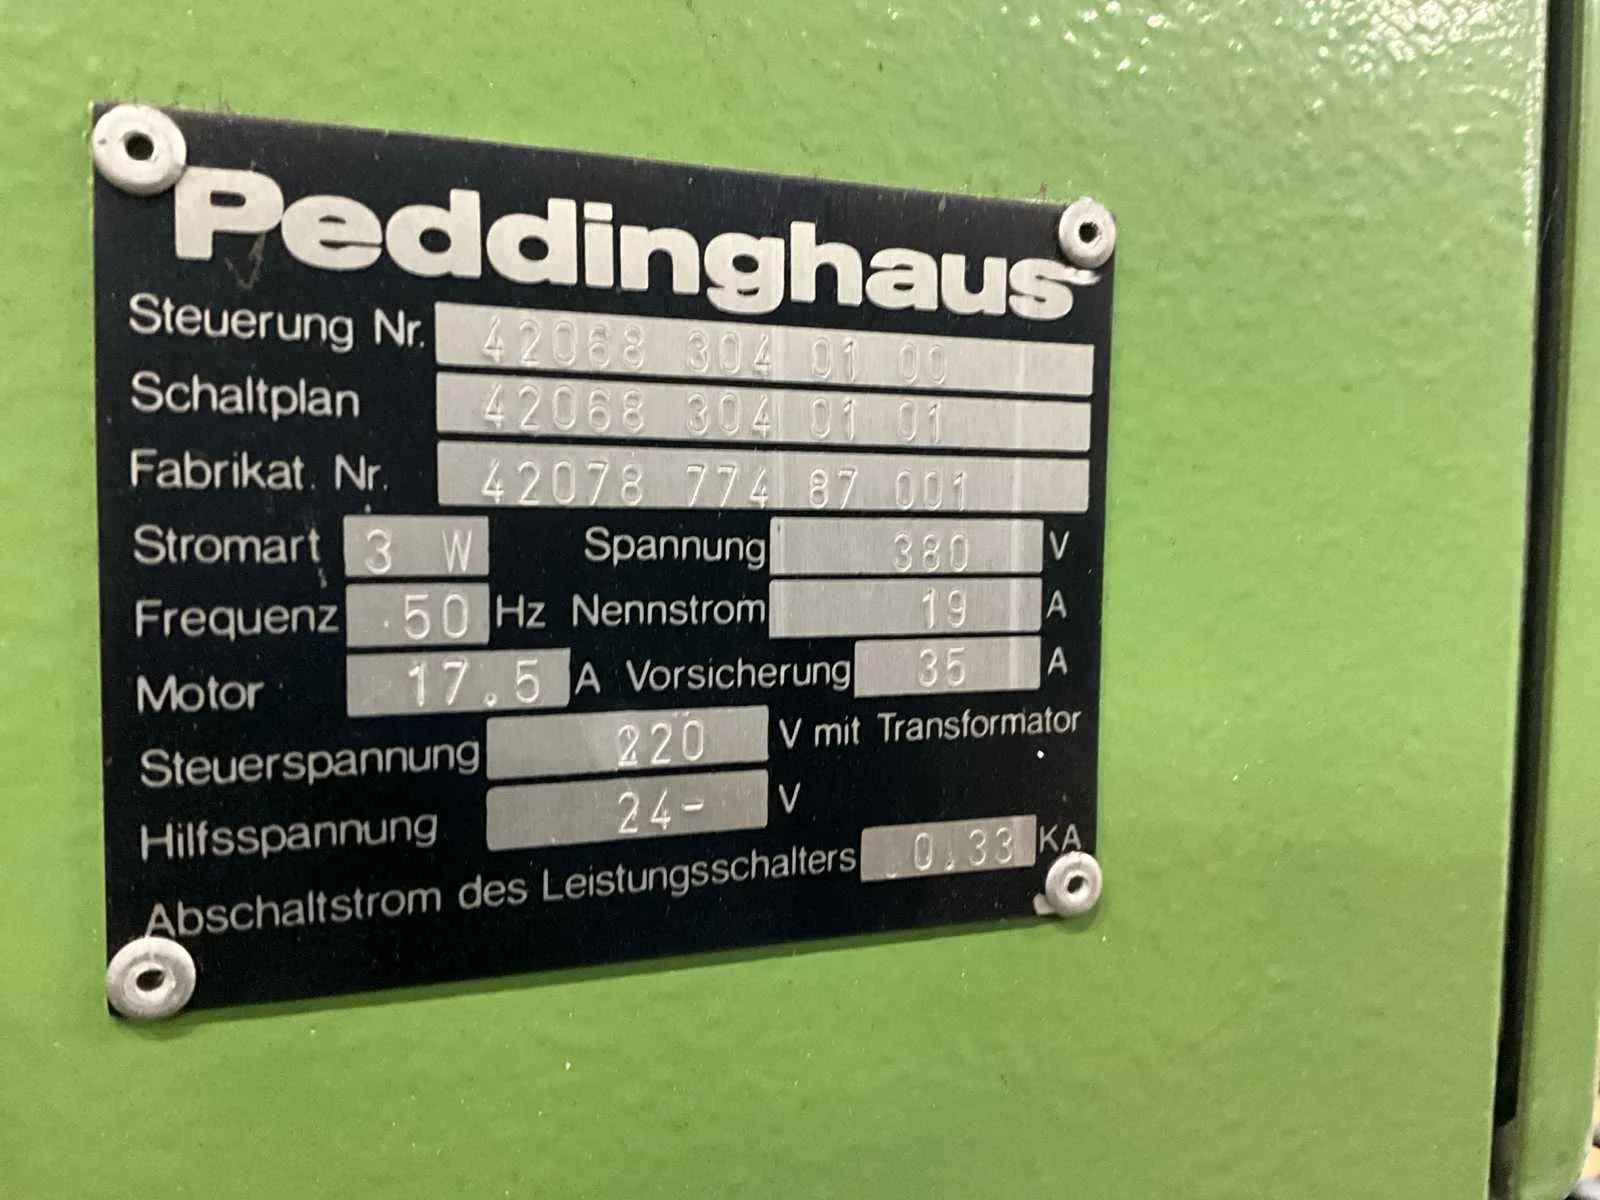 Peddinghaus
Steuerung Nr. 42068 304 01 00
Schaltplan 42068 304 01 01
Fabrikat. Nr. 42078 774 87 001
Stromart 3 W Spannung 380 V
Frequenz 50 Hz Nennstrom 19 A
Motor 17.5 A Vorsicherung 35 A
Steuerspannung 220 V mit Transformator
Hilfsspannung 24- V
Abschaltstrom des Leistungsschalters 0.33 KA